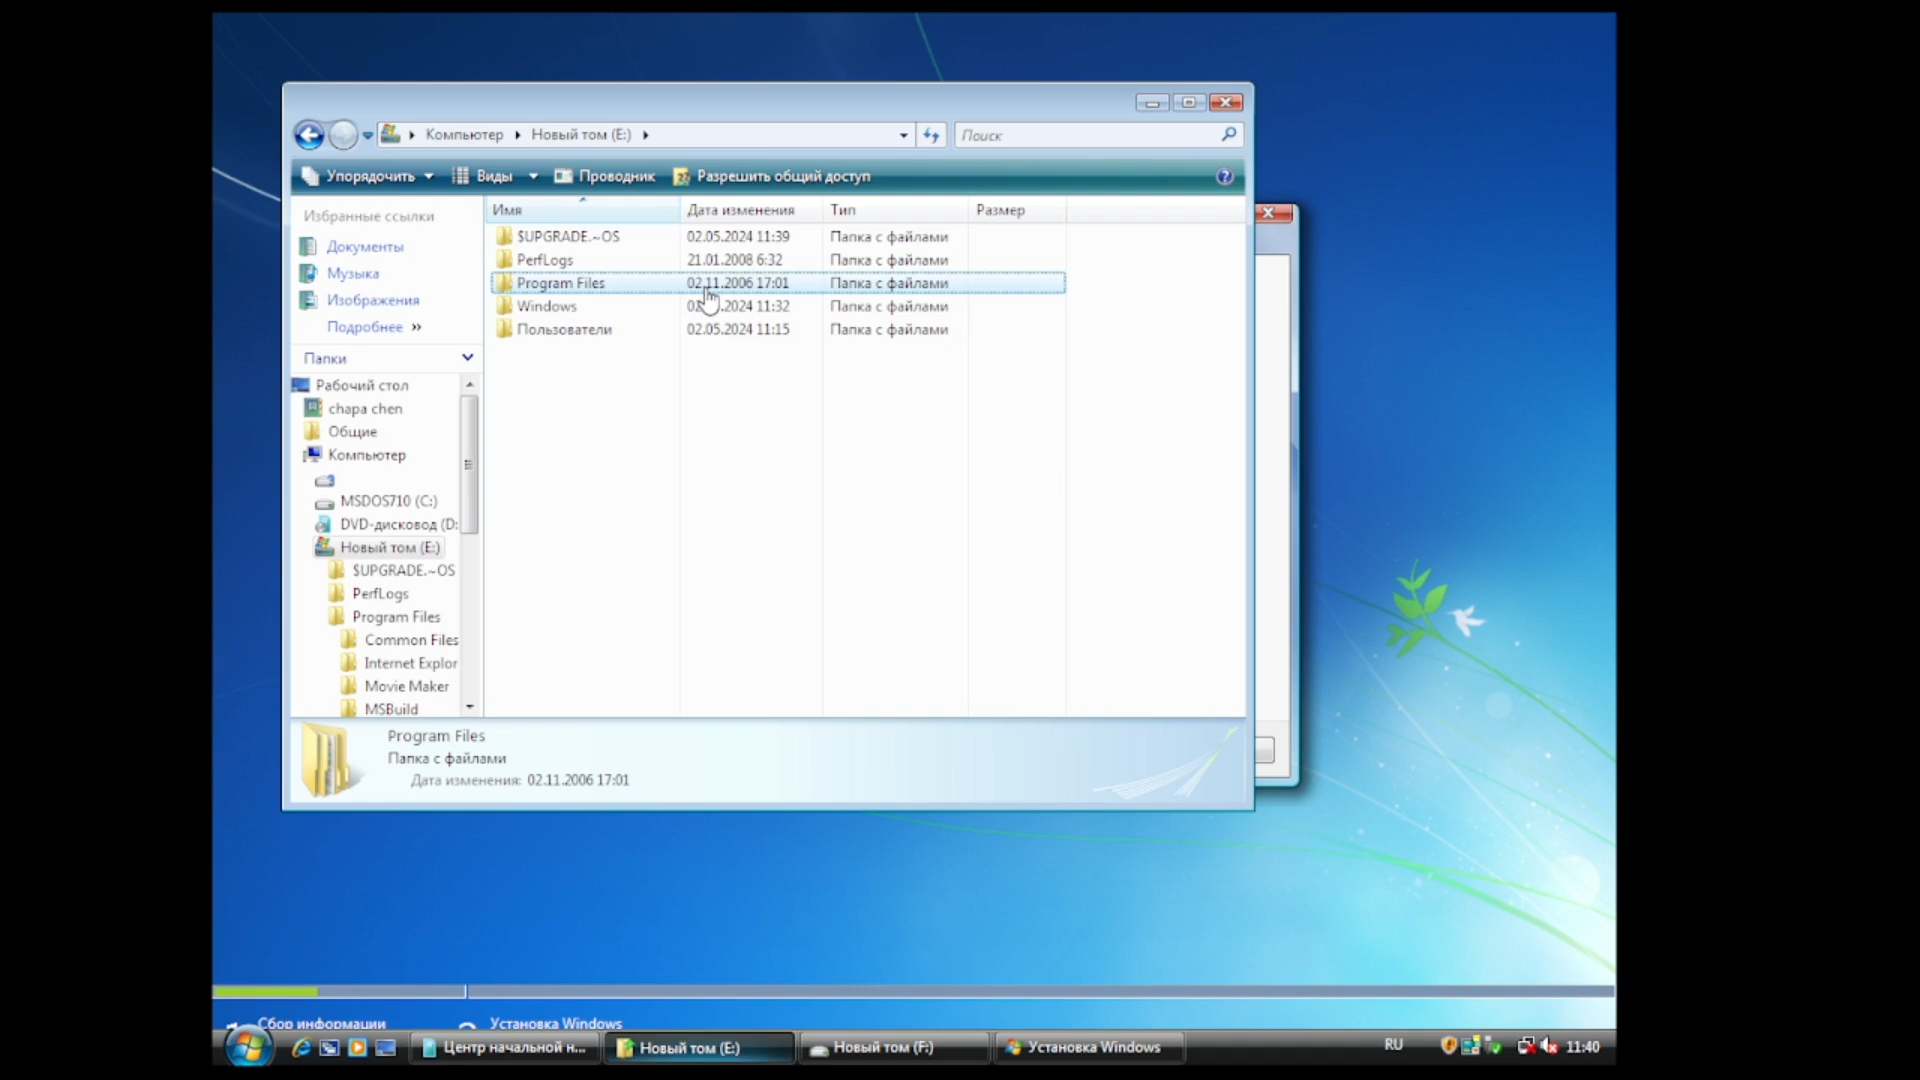 Компьютер
Новый том (E:)
Поиск
Упорядочить
Виды
Проводник
Разрешить общий доступ
Избранные ссылки
Документы
Музыка
Изображения
Подробнее »
Папки
Рабочий стол
chapa chen
Общие
Компьютер
MSDOS710 (C:)
DVD-дисковод (D:
Новый том (E:)
$UPGRADE.~OS
PerfLogs
Program Files
Common Files
Internet Explor
Movie Maker
MSBuild
Имя Дата изменения Тип Размер
$UPGRADE.~OS 02.05.2024 11:39 Папка с файлами
PerfLogs 21.01.2008 6:32 Папка с файлами
Program Files 02.11.2006 17:01 Папка с файлами
Windows .2024 11:32 Папка с файлами
Пользователи 02.05.2024 11:15 Папка с файлами
Program Files
Папка с файлами
Дата изменения: 02.11.2006 17:01
Сбор информации
Установка Windows
Центр начальной н...
Новый том (E:)
Новый том (F:)
Установка Windows
RU
11:40